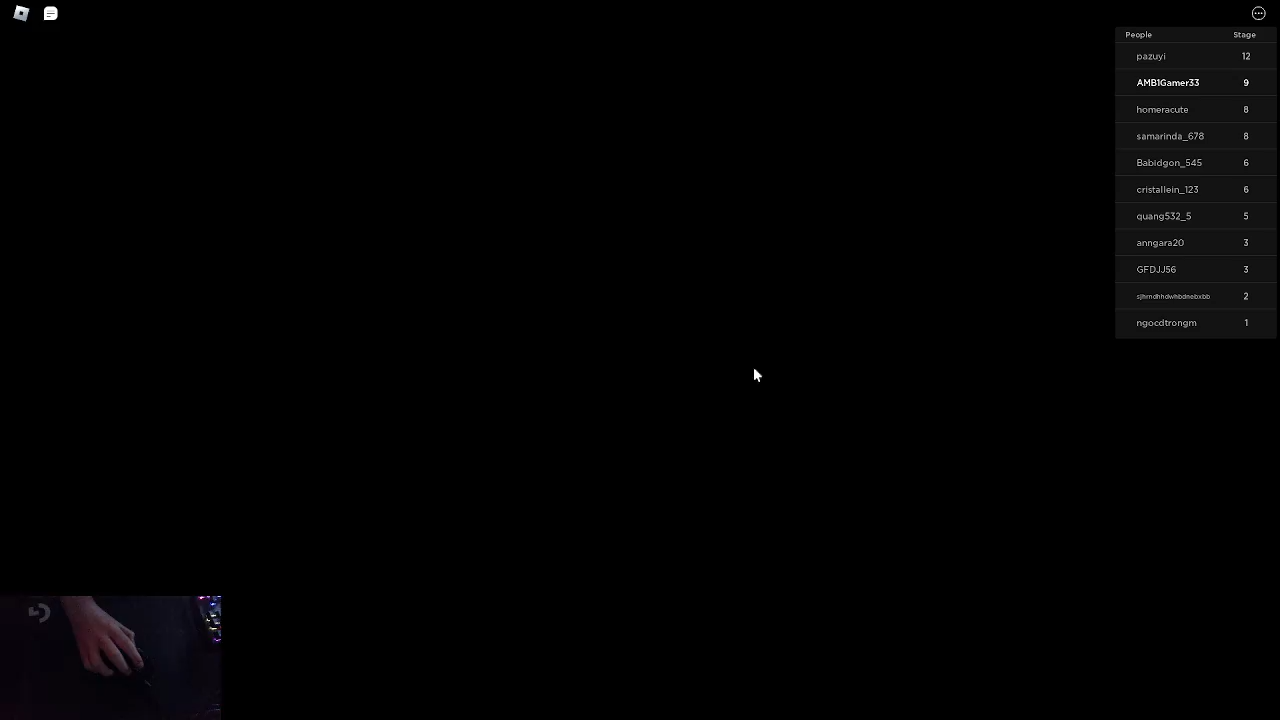 People Stage
pazuyi 12
AMB1Gamer33 9
homeracute 8
samarinda_678 8
Babidgon_545 6
cristallein_123 6
quang532_5 5
anngara20 3
GFDJJ56 3
sjhrndhhdwhbdnebxbb 2
ngocdtrongm 1